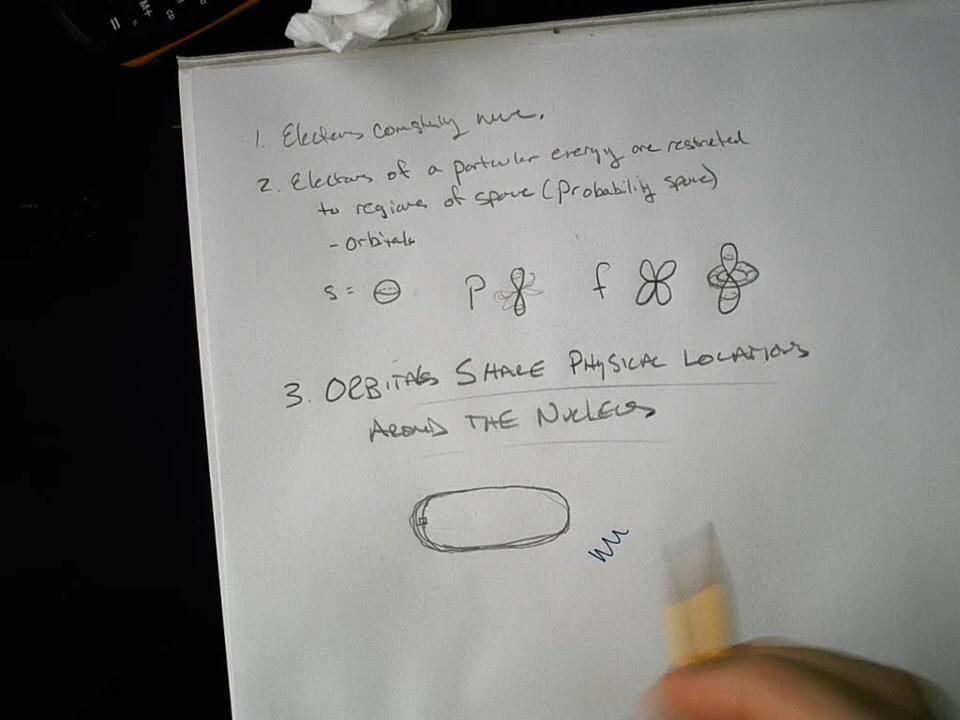 1. Electrons constantly move.
2. Electrons of a particular energy are restricted
to regions of space (Probability space)
- Orbitals
s = P f
3. ORBITALS SHARE PHYSICAL LOCATIONS
AROUND THE NUCLEUS